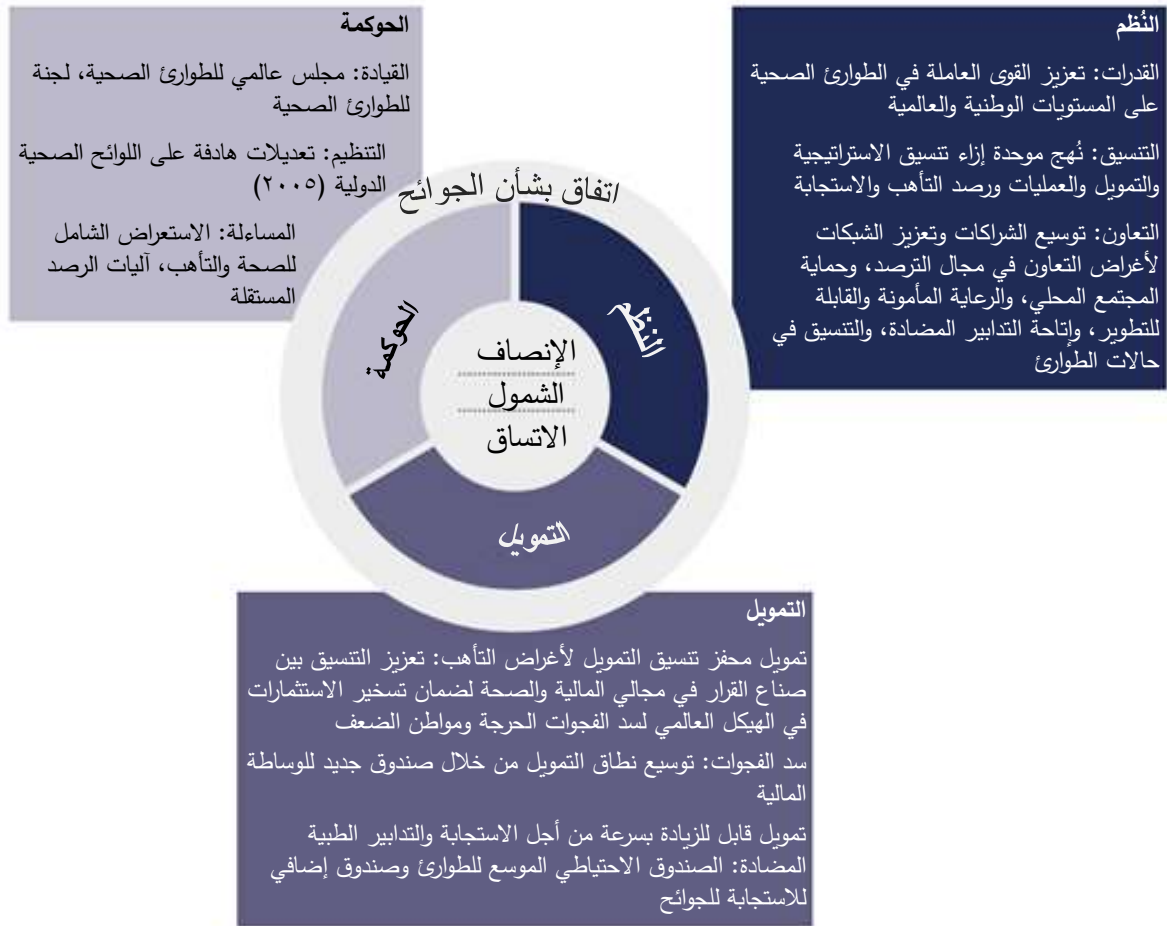 النُظم
القدرات: تعزيز القوى العاملة في الطوارئ الصحية
على المستويات الوطنية والعالمية
التنسيق: نُهج موحدة إزاء تنسيق الاستراتيجية
والتمويل والعمليات ورصد التأهب والاستجابة
التعاون: توسيع الشراكات وتعزيز الشبكات
لأغراض التعاون في مجال الترصد، وحماية
المجتمع المحلي، والرعاية المأمونة والقابلة
للتطوير، وإتاحة التدابير المضادة، والتنسيق في
حالات الطوارئ
الحوكمة
القيادة: مجلس عالمي للطوارئ الصحية، لجنة
للطوارئ الصحية
التنظيم: تعديلات هادفة على اللوائح الصحية
الدولية (٢٠٠٥)
المساءلة: الاستعراض الشامل
للصحة والتأهب، آليات الرصد
المستقلة
اتفاق بشأن الجوائح
النظم
الحوكمة
الإنصاف
الشمول
الاتساق
التمويل
التمويل
تمويل محفز تنسيق التمويل لأغراض التأهب: تعزيز التنسيق بين
صناع القرار في مجالي المالية والصحة لضمان تسخير الاستثمارات
في الهيكل العالمي لسد الفجوات الحرجة ومواطن الضعف
سد الفجوات: توسيع نطاق التمويل من خلال صندوق جديد للوساطة
المالية
تمويل قابل للزيادة بسرعة من أجل الاستجابة والتدابير الطبية
المضادة: الصندوق الاحتياطي الموسع للطوارئ وصندوق إضافي
للاستجابة للجوائح